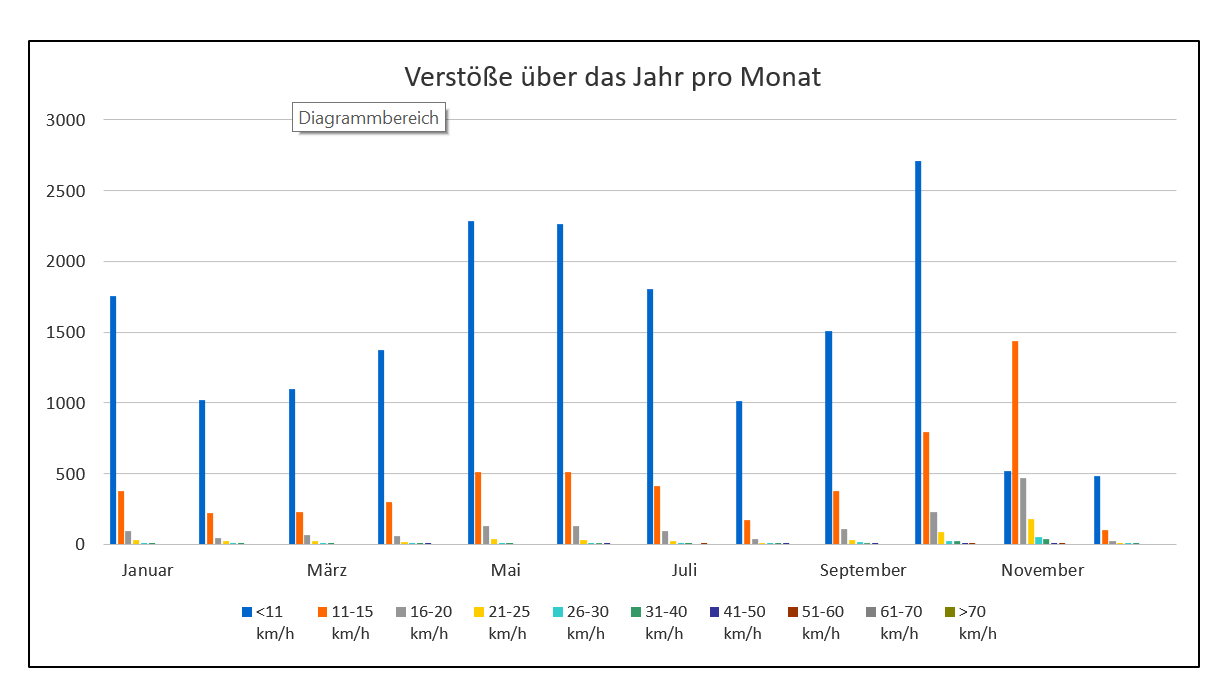 Verstöße über das Jahr pro Monat
Diagrammbereich
3000
2500
2000
1500
1000
500
0
Januar März Mai Juli September November
<11 km/h 11-15 km/h 16-20 km/h 21-25 km/h 26-30 km/h 31-40 km/h 41-50 km/h 51-60 km/h 61-70 km/h >70 km/h